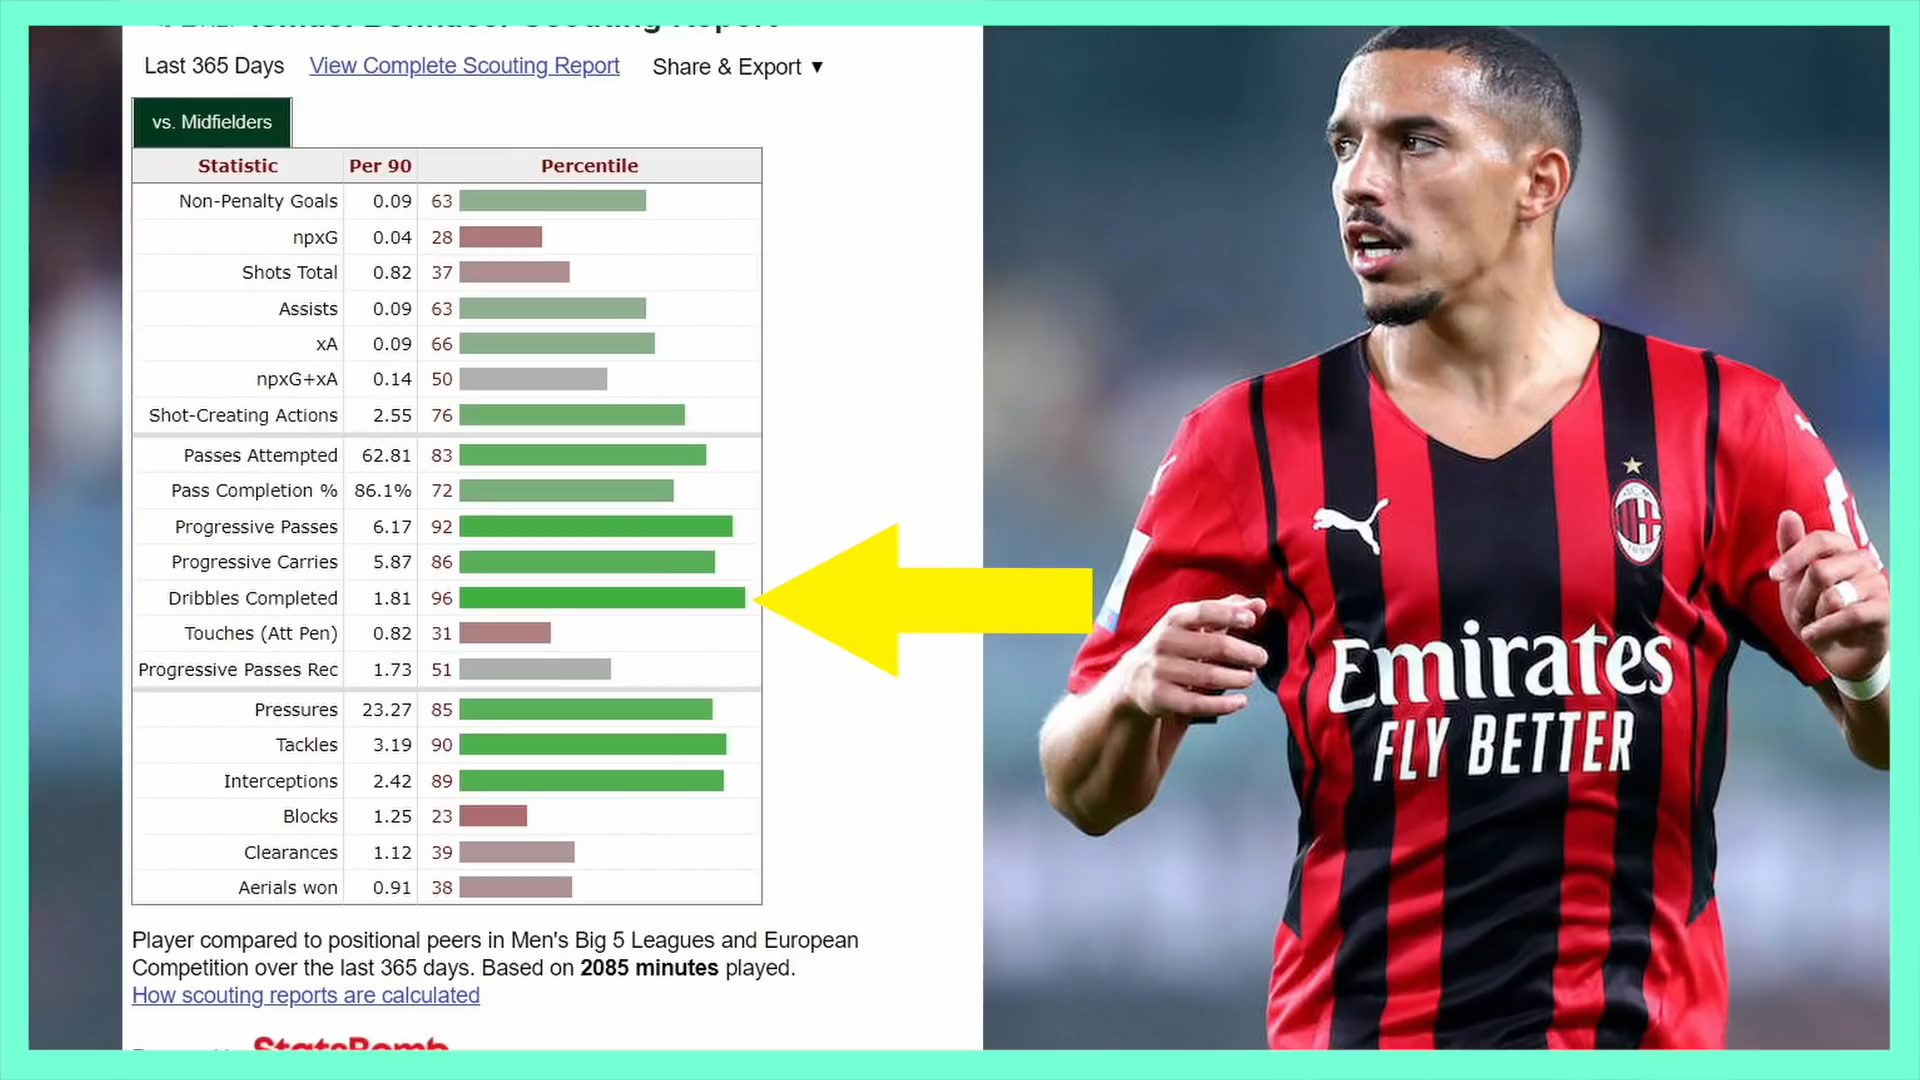 Last 365 Days View Complete Scouting Report Share & Export ▼
vs. Midfielders
Statistic Per 90 Percentile
Non-Penalty Goals 0.09 63
npxG 0.04 28
Shots Total 0.82 37
Assists 0.09 63
xA 0.09 66
npxG+xA 0.14 50
Shot-Creating Actions 2.55 76
Passes Attempted 62.81 83
Pass Completion % 86.1% 72
Progressive Passes 6.17 92
Progressive Carries 5.87 86
Dribbles Completed 1.81 96
Touches (Att Pen) 0.82 31
Progressive Passes Rec 1.73 51
Pressures 23.27 85
Tackles 3.19 90
Interceptions 2.42 89
Blocks 1.25 23
Clearances 1.12 39
Aerials won 0.91 38
Player compared to positional peers in Men's Big 5 Leagues and European
Competition over the last 365 days. Based on 2085 minutes played.
How scouting reports are calculated
StatsBomb
Emirates
FLY BETTER